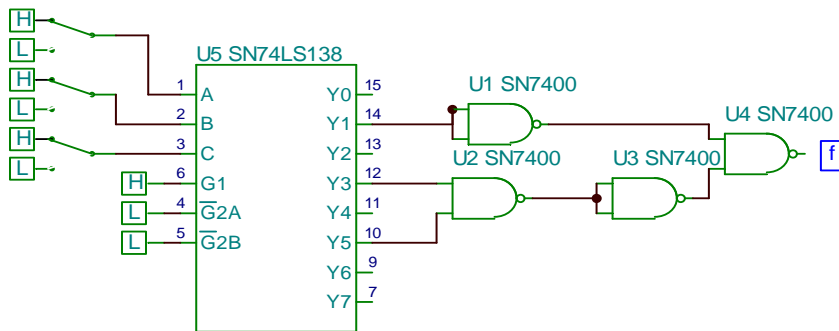 H
L
H
L
H
L
H
L
L
U5 SN74LS138
1 A
2 B
3 C
6 G1
4 G2A
5 G2B
Y0 15
Y1 14
Y2 13
Y3 12
Y4 11
Y5 10
Y6 9
Y7 7
U1 SN7400
U2 SN7400
U3 SN7400
U4 SN7400
f